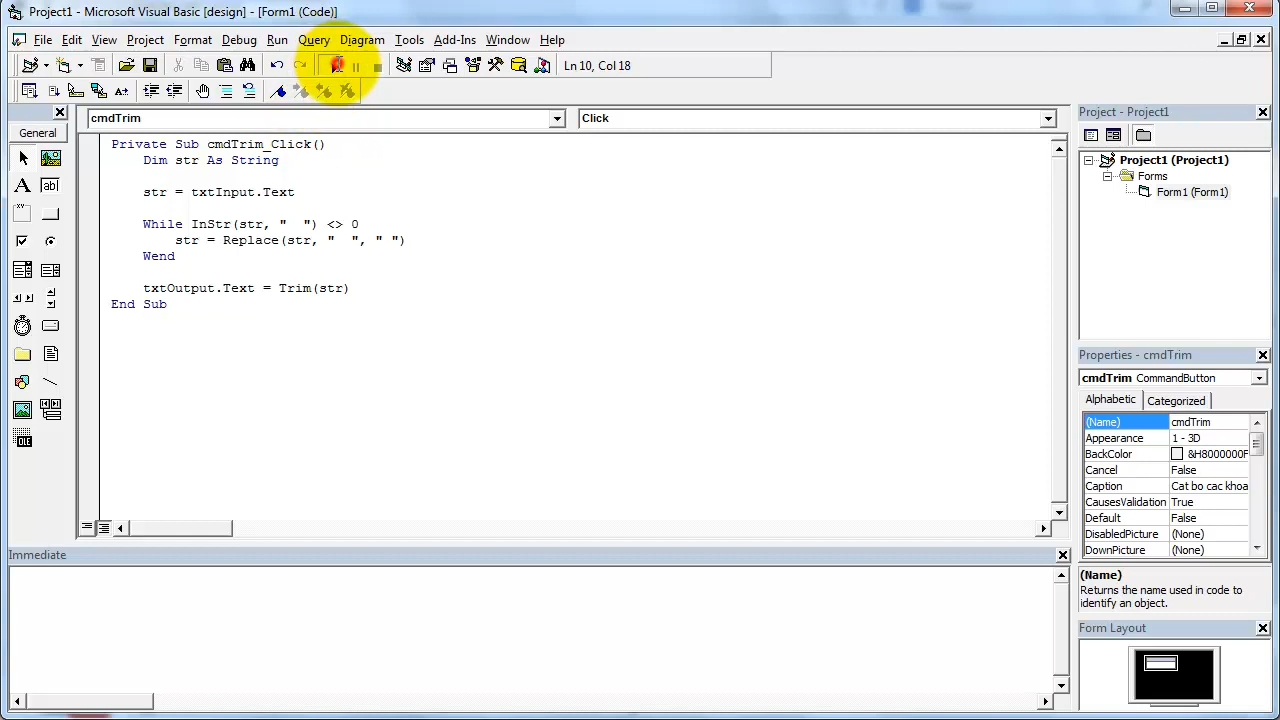 Project1 - Microsoft Visual Basic [design] - [Form1 (Code)]
File Edit View Project Format Debug Run Query Diagram Tools Add-Ins Window Help
Ln 10, Col 18
General
cmdTrim
Click
Private Sub cmdTrim_Click()
Dim str As String
str = txtInput.Text
While InStr(str, "  ") <> 0
str = Replace(str, "  ", " ")
Wend
txtOutput.Text = Trim(str)
End Sub
Immediate
Project - Project1
Project1 (Project1)
Forms
Form1 (Form1)
Properties - cmdTrim
cmdTrim CommandButton
Alphabetic Categorized
(Name) cmdTrim
Appearance 1 - 3D
BackColor &H8000000F
Cancel False
Caption Cat bo cac khoa
CausesValidation True
Default False
DisabledPicture (None)
DownPicture (None)
(Name)
Returns the name used in code to
identify an object.
Form Layout
A
ab|
OLE